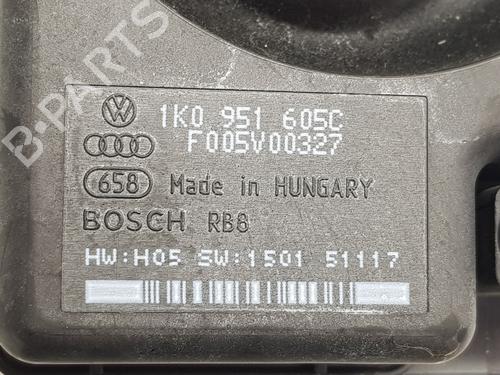 B-PARTS
1K0 951 605C
F005V00327
658 Made in HUNGARY
BOSCH RB8
HW:H05 SW:1501 51117